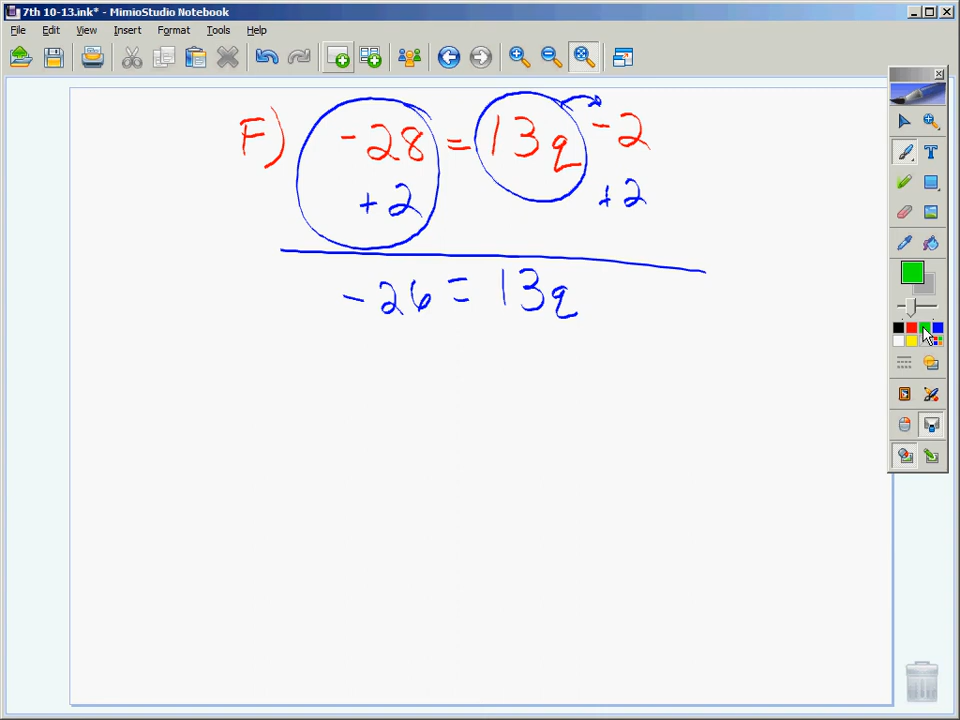 7th 10-13.ink* - MimioStudio Notebook
File Edit View Insert Format Tools Help
F) -28 = 13q -2
+2 +2
-26 = 13q
T